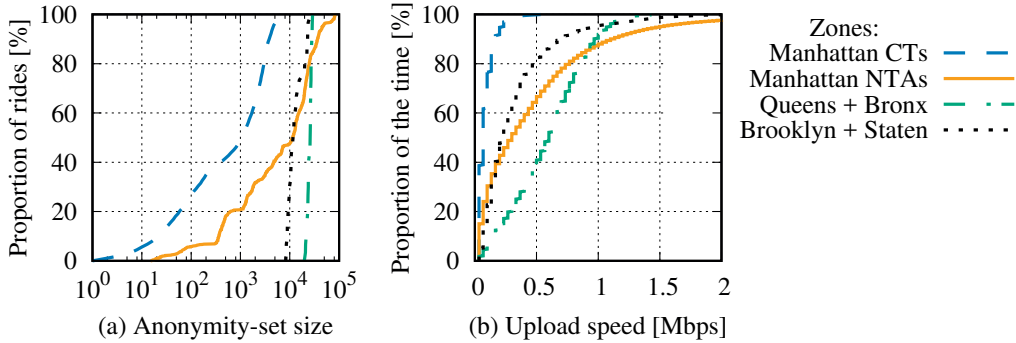 Proportion of rides [%]
100
80
60
40
20
0
10^0 10^1 10^2 10^3 10^4 10^5
(a) Anonymity-set size
Proportion of the time [%]
100
80
60
40
20
0
0 0.5 1 1.5 2
(b) Upload speed [Mbps]
Zones:
Manhattan CTs
Manhattan NTAs
Queens + Bronx
Brooklyn + Staten